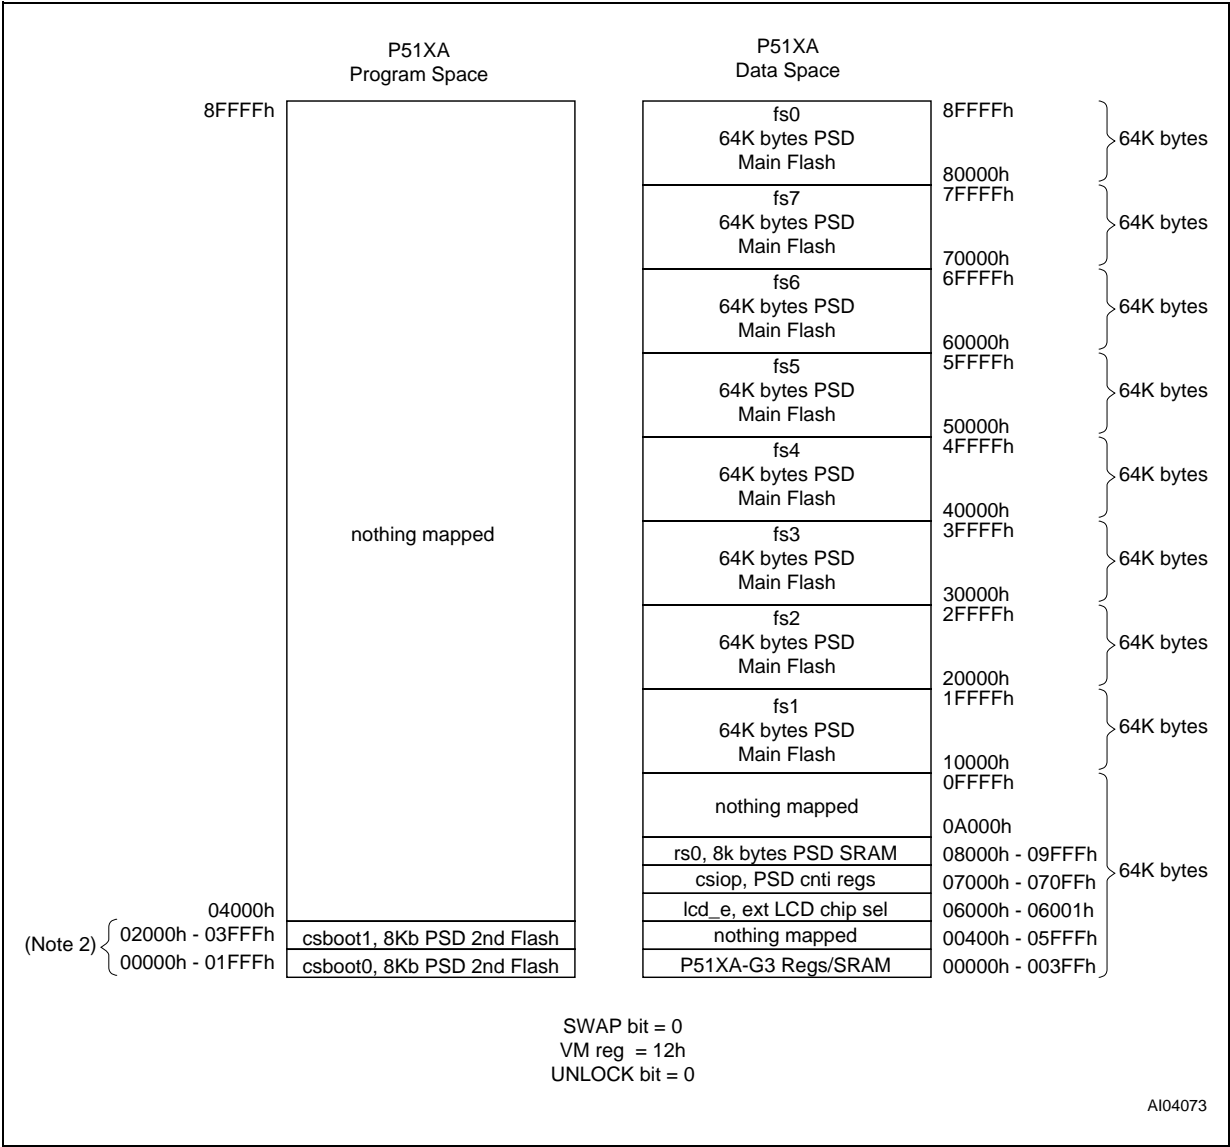 P51XA
Program Space
8FFFFh
nothing mapped
04000h
(Note 2)
02000h - 03FFFh
csboot1, 8Kb PSD 2nd Flash
00000h - 01FFFh
csboot0, 8Kb PSD 2nd Flash
P51XA
Data Space
fs0
64K bytes PSD
Main Flash
8FFFFh
80000h
64K bytes
fs7
64K bytes PSD
Main Flash
7FFFFh
70000h
64K bytes
fs6
64K bytes PSD
Main Flash
6FFFFh
60000h
64K bytes
fs5
64K bytes PSD
Main Flash
5FFFFh
50000h
64K bytes
fs4
64K bytes PSD
Main Flash
4FFFFh
40000h
64K bytes
fs3
64K bytes PSD
Main Flash
3FFFFh
30000h
64K bytes
fs2
64K bytes PSD
Main Flash
2FFFFh
20000h
64K bytes
fs1
64K bytes PSD
Main Flash
1FFFFh
10000h
64K bytes
nothing mapped
0FFFFh
0A000h
rs0, 8k bytes PSD SRAM
08000h - 09FFFh
csiop, PSD cnti regs
07000h - 070FFh
lcd_e, ext LCD chip sel
06000h - 06001h
nothing mapped
00400h - 05FFFh
P51XA-G3 Regs/SRAM
00000h - 003FFh
64K bytes
SWAP bit = 0
VM reg = 12h
UNLOCK bit = 0
AI04073